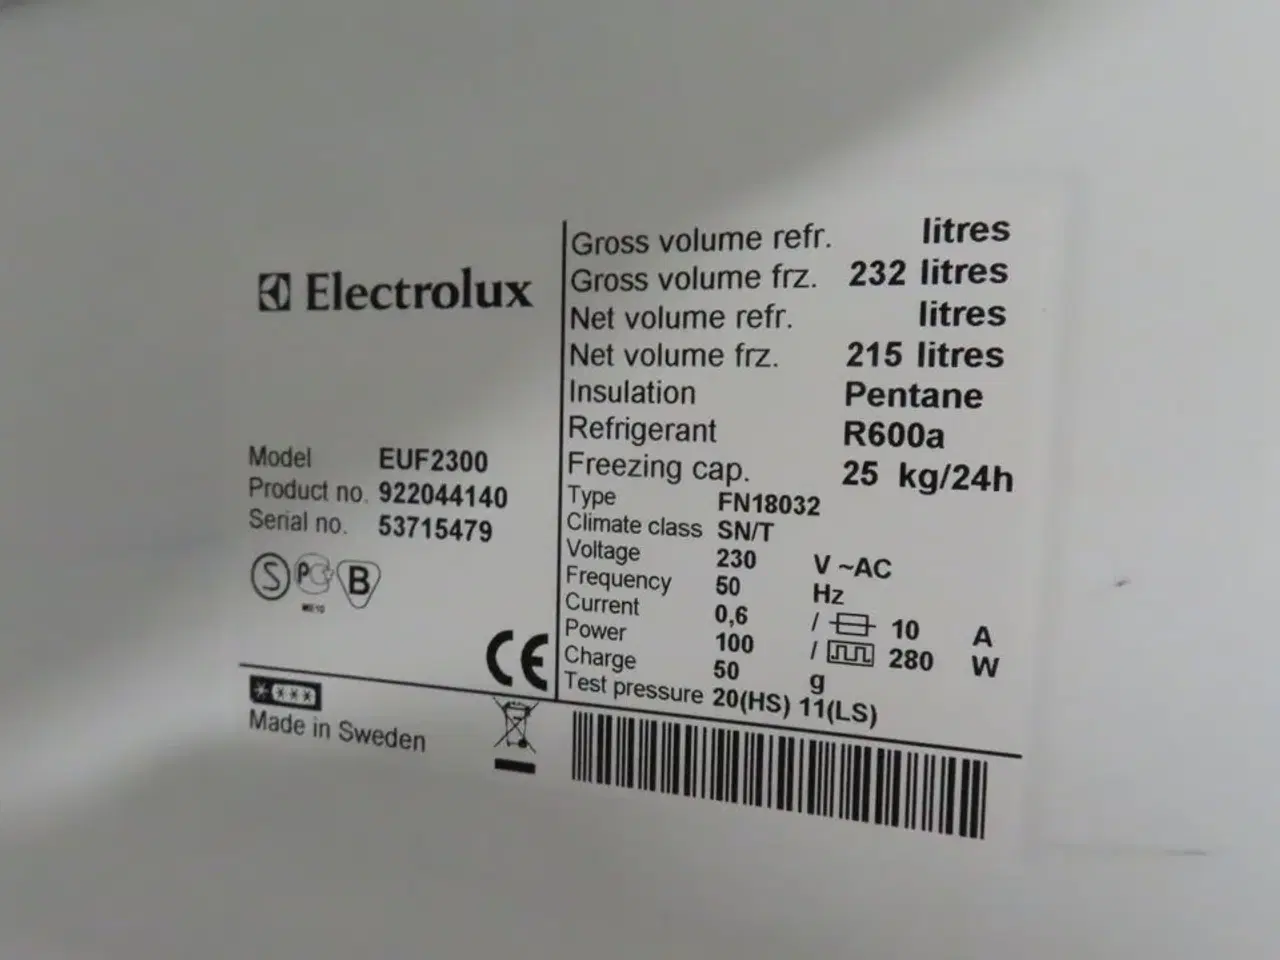 Electrolux
Model EUF2300
Product no. 922044140
Serial no. 53715479
S PC B
CE
Made in Sweden
Gross volume refr. litres
Gross volume frz. 232 litres
Net volume refr. litres
Net volume frz. 215 litres
Insulation Pentane
Refrigerant R600a
Freezing cap. 25 kg/24h
Type FN18032
Climate class SN/T
Voltage 230 V ~AC
Frequency 50 Hz
Current 0,6 / 10 A
Power 100 / 280 W
Charge 50 g
Test pressure 20(HS) 11(LS)